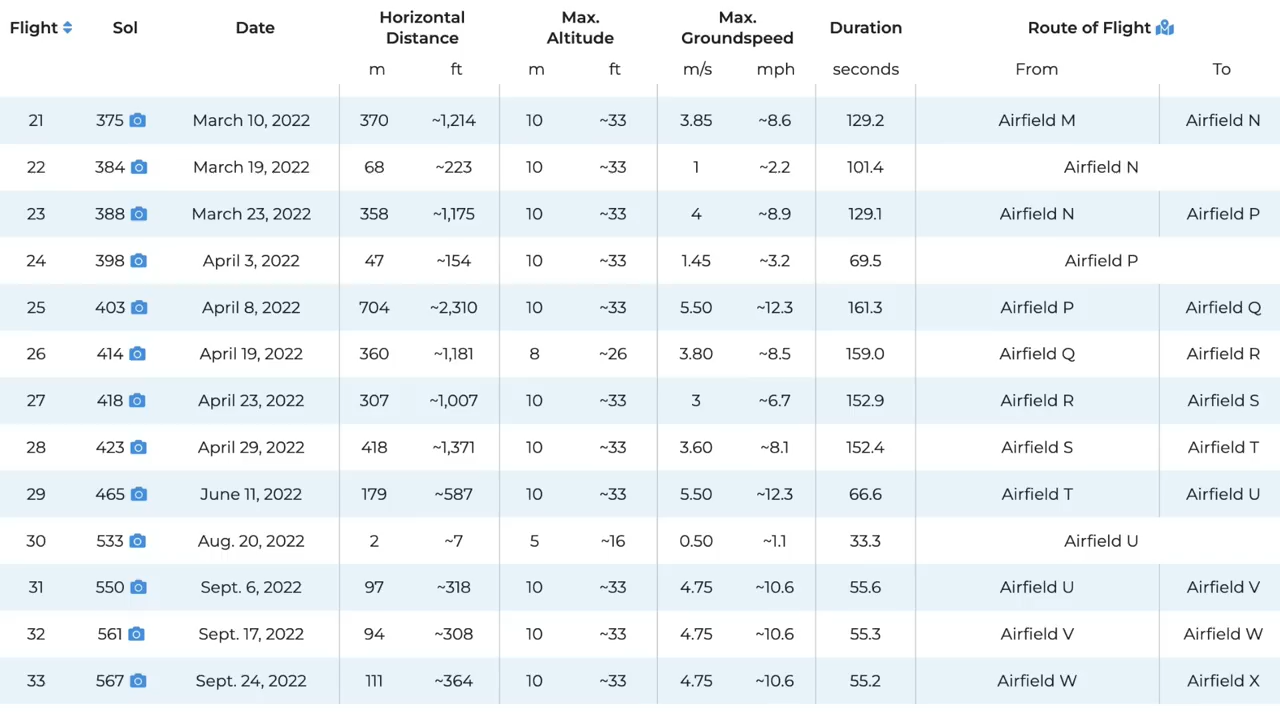 Flight Sol Date Horizontal Distance Max. Altitude Max. Groundspeed Duration Route of Flight
m ft m ft m/s mph seconds From To
21 375 March 10, 2022 370 ~1,214 10 ~33 3.85 ~8.6 129.2 Airfield M Airfield N
22 384 March 19, 2022 68 ~223 10 ~33 1 ~2.2 101.4 Airfield N
23 388 March 23, 2022 358 ~1,175 10 ~33 4 ~8.9 129.1 Airfield N Airfield P
24 398 April 3, 2022 47 ~154 10 ~33 1.45 ~3.2 69.5 Airfield P
25 403 April 8, 2022 704 ~2,310 10 ~33 5.50 ~12.3 161.3 Airfield P Airfield Q
26 414 April 19, 2022 360 ~1,181 8 ~26 3.80 ~8.5 159.0 Airfield Q Airfield R
27 418 April 23, 2022 307 ~1,007 10 ~33 3 ~6.7 152.9 Airfield R Airfield S
28 423 April 29, 2022 418 ~1,371 10 ~33 3.60 ~8.1 152.4 Airfield S Airfield T
29 465 June 11, 2022 179 ~587 10 ~33 5.50 ~12.3 66.6 Airfield T Airfield U
30 533 Aug. 20, 2022 2 ~7 5 ~16 0.50 ~1.1 33.3 Airfield U
31 550 Sept. 6, 2022 97 ~318 10 ~33 4.75 ~10.6 55.6 Airfield U Airfield V
32 561 Sept. 17, 2022 94 ~308 10 ~33 4.75 ~10.6 55.3 Airfield V Airfield W
33 567 Sept. 24, 2022 111 ~364 10 ~33 4.75 ~10.6 55.2 Airfield W Airfield X